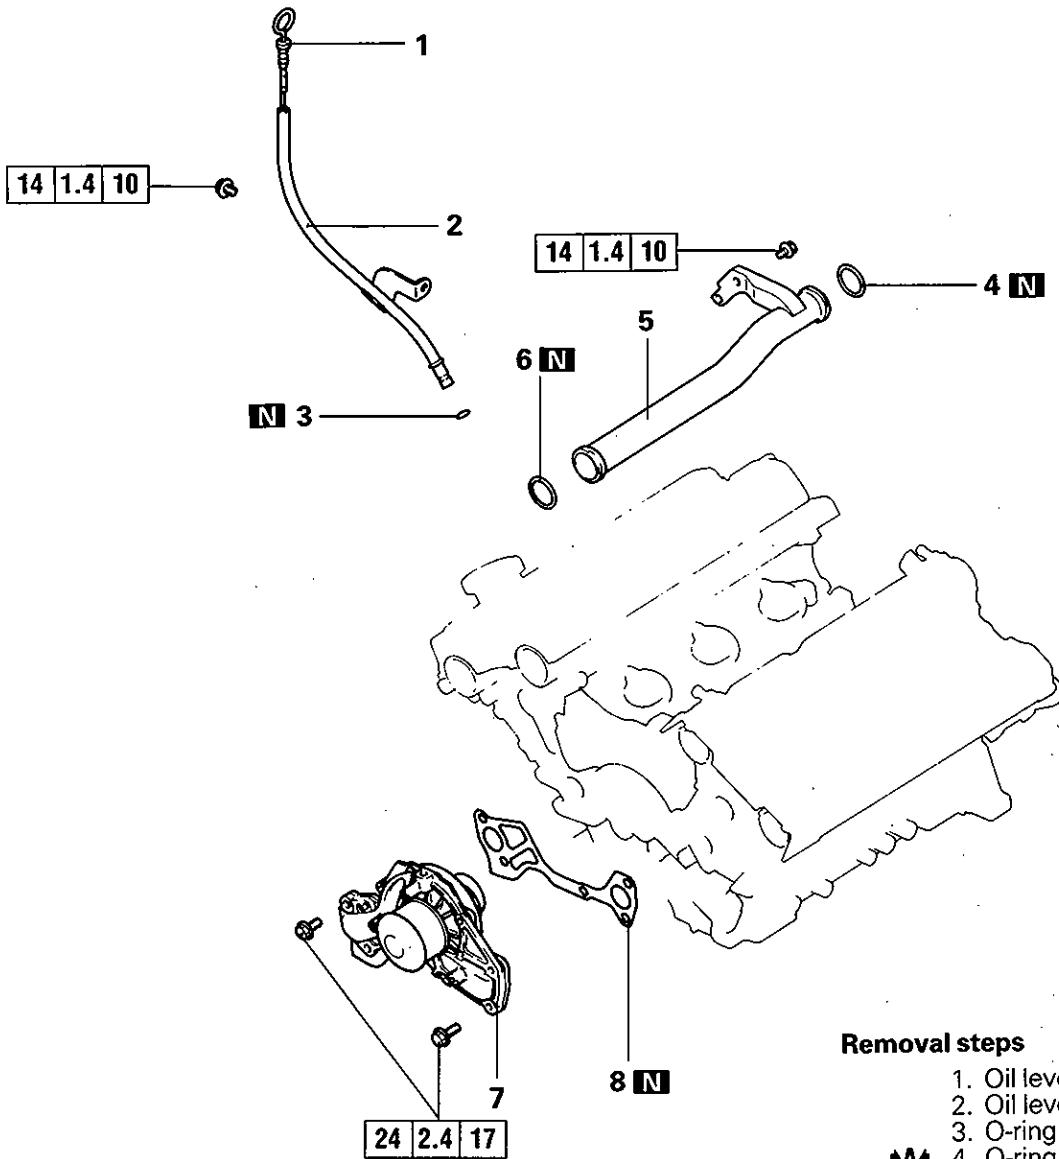 1
14 1.4 10
2
14 1.4 10
4 N
5
6 N
N 3
Removal steps
1. Oil leve
2. Oil leve
3. O-ring
4. O-ring
7
8 N
24 2.4 17